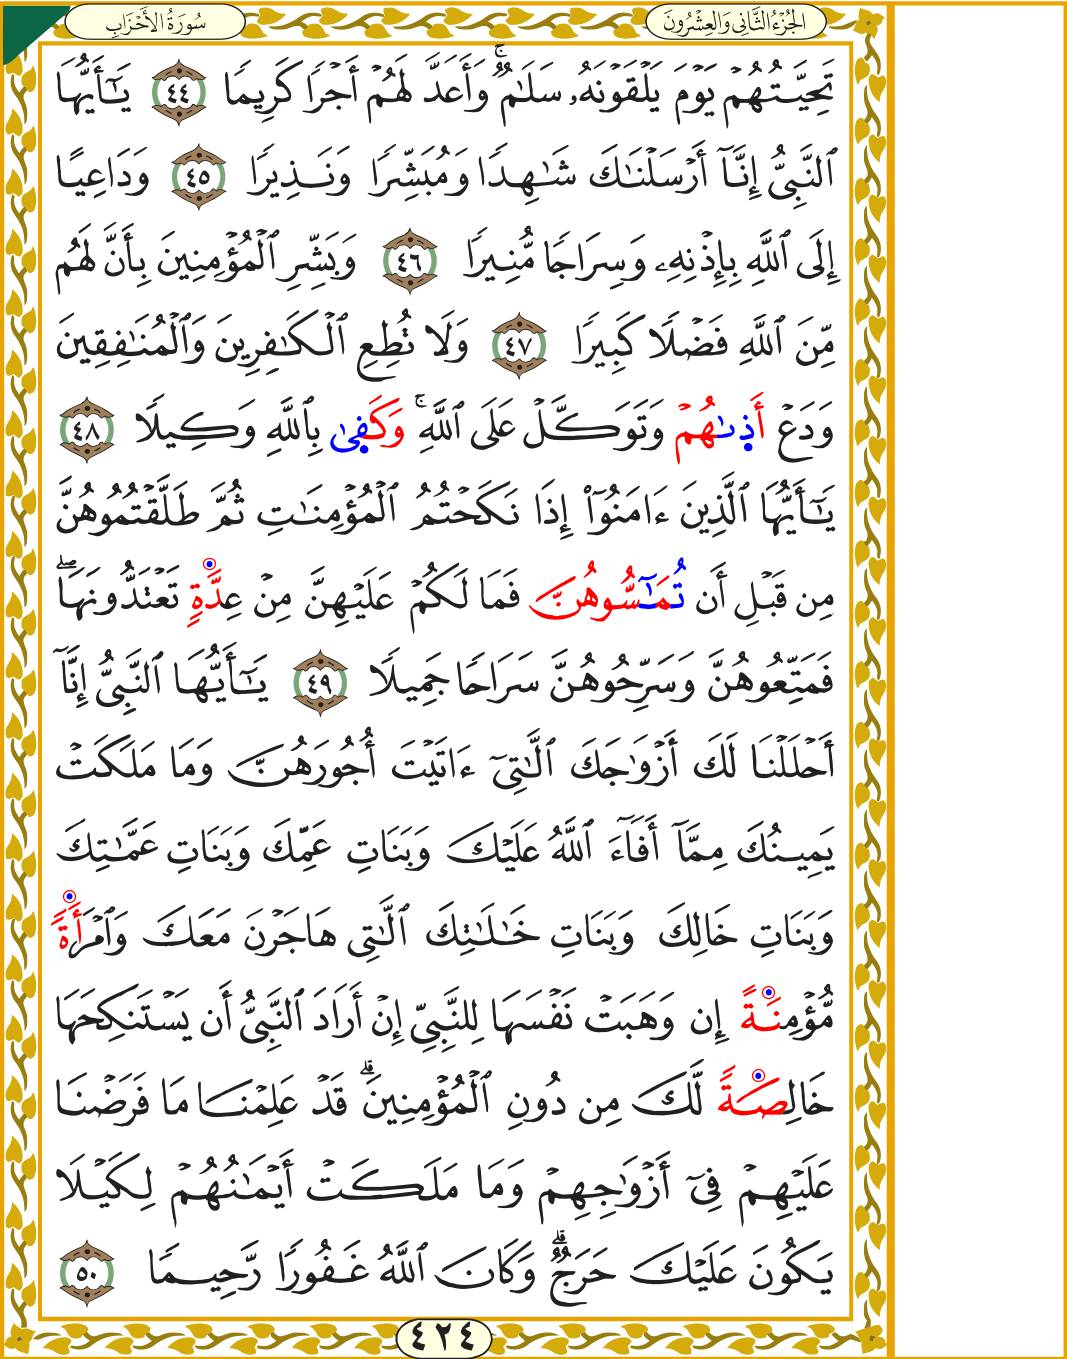 الجُزْءُ الثَّانِي وَالعِشْرُونَ
سُورَةُ الأَحْزَابِ
تَحِيَّتُهُمْ يَوْمَ يَلْقَوْنَهُۥ سَلَٰمٌۚ وَأَعَدَّ لَهُمْ أَجْرًا كَرِيمًا ٤٤ يَٰٓأَيُّهَا
ٱلنَّبِىُّ إِنَّآ أَرْسَلْنَٰكَ شَٰهِدًا وَمُبَشِّرًا وَنَذِيرًا ٤٥ وَدَاعِيًا
إِلَى ٱللَّهِ بِإِذْنِهِۦ وَسِرَاجًا مُّنِيرًا ٤٦ وَبَشِّرِ ٱلْمُؤْمِنِينَ بِأَنَّ لَهُم
مِّنَ ٱللَّهِ فَضْلًا كَبِيرًا ٤٧ وَلَا تُطِعِ ٱلْكَٰفِرِينَ وَٱلْمُنَٰفِقِينَ
وَدَعْ أَذىٰهُمْ وَتَوَكَّلْ عَلَى ٱللَّهِۚ وَكَفىٰ بِٱللَّهِ وَكِيلًا ٤٨
يَٰٓأَيُّهَا ٱلَّذِينَ ءَامَنُوٓا۟ إِذَا نَكَحْتُمُ ٱلْمُؤْمِنَٰتِ ثُمَّ طَلَّقْتُمُوهُنَّ
مِن قَبْلِ أَن تُمَٰٓسُّوهُنَّ فَمَا لَكُمْ عَلَيْهِنَّ مِنْ عِدَّةٍ تَعْتَدُّونَهَاۖ
فَمَتِّعُوهُنَّ وَسَرِّحُوهُنَّ سَرَاحًا جَمِيلًا ٤٩ يَٰٓأَيُّهَا ٱلنَّبِىُّ إِنَّآ
أَحْلَلْنَا لَكَ أَزْوَٰجَكَ ٱلَّٰتِىٓ ءَاتَيْتَ أُجُورَهُنَّ وَمَا مَلَكَتْ
يَمِينُكَ مِمَّآ أَفَآءَ ٱللَّهُ عَلَيْكَ وَبَنَاتِ عَمِّكَ وَبَنَاتِ عَمَّٰتِكَ
وَبَنَاتِ خَالِكَ وَبَنَاتِ خَٰلَٰتِكَ ٱلَّٰتِى هَاجَرْنَ مَعَكَ وَٱمْرَأَةً
مُّؤْمِنَةً إِن وَهَبَتْ نَفْسَهَا لِلنَّبِىِّ إِنْ أَرَادَ ٱلنَّبِىُّ أَن يَسْتَنكِحَهَا
خَالِصَةً لَّكَ مِن دُونِ ٱلْمُؤْمِنِينَۗ قَدْ عَلِمْنَا مَا فَرَضْنَا
عَلَيْهِمْ فِىٓ أَزْوَٰجِهِمْ وَمَا مَلَكَتْ أَيْمَٰنُهُمْ لِكَيْلَا
يَكُونَ عَلَيْكَ حَرَجٌۗ وَكَانَ ٱللَّهُ غَفُورًا رَّحِيمًا ٥٠
٤٢٤